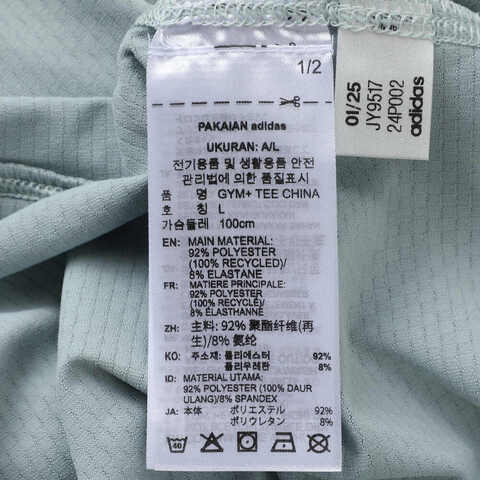 1/2
PAKAIAN adidas
UKURAN: A/L
전기용품 및 생활용품 안전
관리법에 의한 품질표시
품 명 GYM+ TEE CHINA
호 칭 L
가슴둘레 100cm
EN: MAIN MATERIAL:
92% POLYESTER
(100% RECYCLED)/
8% ELASTANE
FR: MATIERE PRINCIPALE:
92% POLYESTER
(100% RECYCLÉ)/
8% ÉLASTHANNE
ZH: 主料: 92% 聚酯纤维(再
生)/8% 氨纶
KO: 주소재: 폴리에스터 92%
폴리우레탄 8%
ID: MATERIAL UTAMA:
92% POLYESTER (100% DAUR
ULANG)/8% SPANDEX
JA: 本体 ポリエステル 92%
ポリウレタン 8%
40
01/25
JY9517
24P002
adidas